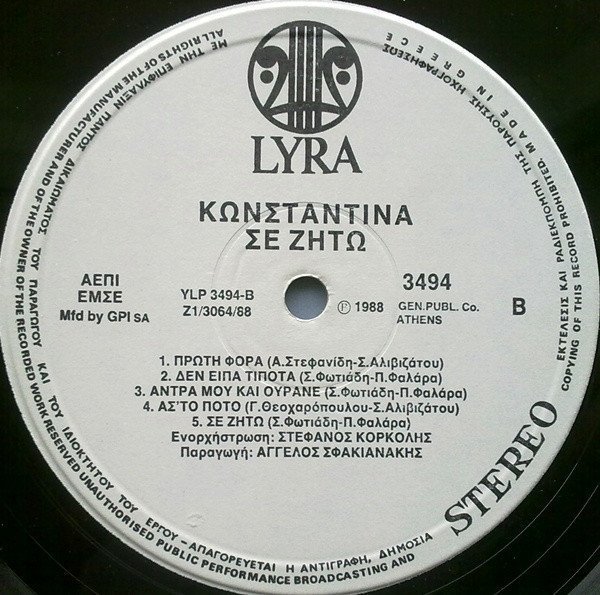 LYRA
ΚΩΝΣΤΑΝΤΙΝΑ
ΣΕ ΖΗΤΩ
ΑΕΠΙ
ΕΜΣΕ
Mfd by GPI SA
YLP 3494-B
Z1/3064/88
Ⓟ 1988
3494
GEN.PUBL. Co.
ATHENS
B
1. ΠΡΩΤΗ ΦΟΡΑ (Α.Στεφανίδη-Σ.Αλιβιζάτου)
2. ΔΕΝ ΕΙΠΑ ΤΙΠΟΤΑ (Σ.Φωτιάδη-Π.Φαλάρα)
3. ΑΝΤΡΑ ΜΟΥ ΚΑΙ ΟΥΡΑΝΕ (Σ.Φωτιάδη-Π.Φαλάρα)
4. ΑΣ'ΤΟ ΠΟΤΟ (Γ.Θεοχαρόπουλου-Σ.Αλιβιζάτου)
5. ΣΕ ΖΗΤΩ (Σ.Φωτιάδη-Π.Φαλάρα)
Ενορχήστρωση: ΣΤΕΦΑΝΟΣ ΚΟΡΚΟΛΗΣ
Παραγωγή: ΑΓΓΕΛΟΣ ΣΦΑΚΙΑΝΑΚΗΣ
STEREO
ΜΕ ΤΗΝ ΕΠΙΦΥΛΑΞΙΝ ΠΑΝΤΟΣ ΔΙΚΑΙΩΜΑΤΟΣ ΤΟΥ ΠΑΡΑΓΩΓΟΥ ΚΑΙ ΤΟΥ ΙΔΙΟΚΤΗΤΟΥ ΤΟΥ ΕΡΓΟΥ - ΑΠΑΓΟΡΕΥΕΤΑΙ Η ΑΝΤΙΓΡΑΦΗ, ΔΗΜΟΣΙΑ
ΕΚΤΕΛΕΣΙΣ ΚΑΙ ΡΑΔΙΕΚΠΟΜΠΗ ΤΗΣ ΠΑΡΟΥΣΗΣ ΗΧΟΓΡΑΦΗΣΕΩΣ
ALL RIGHTS OF THE MANUFACTURER AND OF THE OWNER OF THE RECORDED WORK RESERVED UNAUTHORISED PUBLIC PERFORMANCE BROADCASTING AND
COPYING OF THIS RECORD PROHIBITED. MADE IN GREECE